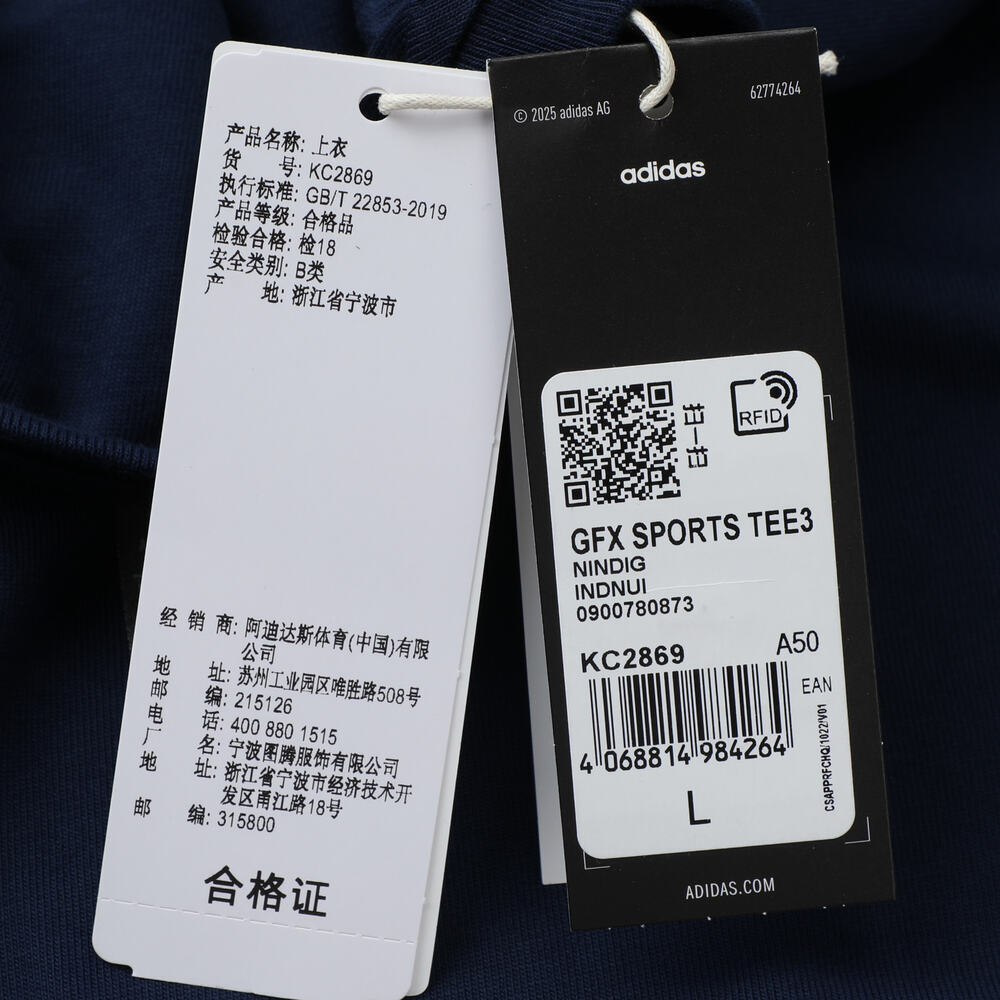 产品名称: 上衣
货 号: KC2869
执行标准: GB/T 22853-2019
产品等级: 合格品
检验合格: 检18
安全类别: B类
产 地: 浙江省宁波市
经 销 商: 阿迪达斯体育(中国)有限
公司
地 址: 苏州工业园区唯胜路508号
邮 编: 215126
电 话: 400 880 1515
厂 名: 宁波图腾服饰有限公司
地 址: 浙江省宁波市经济技术开
发区甬江路18号
邮 编: 315800
合格证
© 2025 adidas AG
62774264
adidas
RFID
GFX SPORTS TEE3
NINDIG
INDNUI
0900780873
KC2869
A50
EAN
4 068814 984264
CSAPPRFCHQ/1022/V01
L
ADIDAS.COM